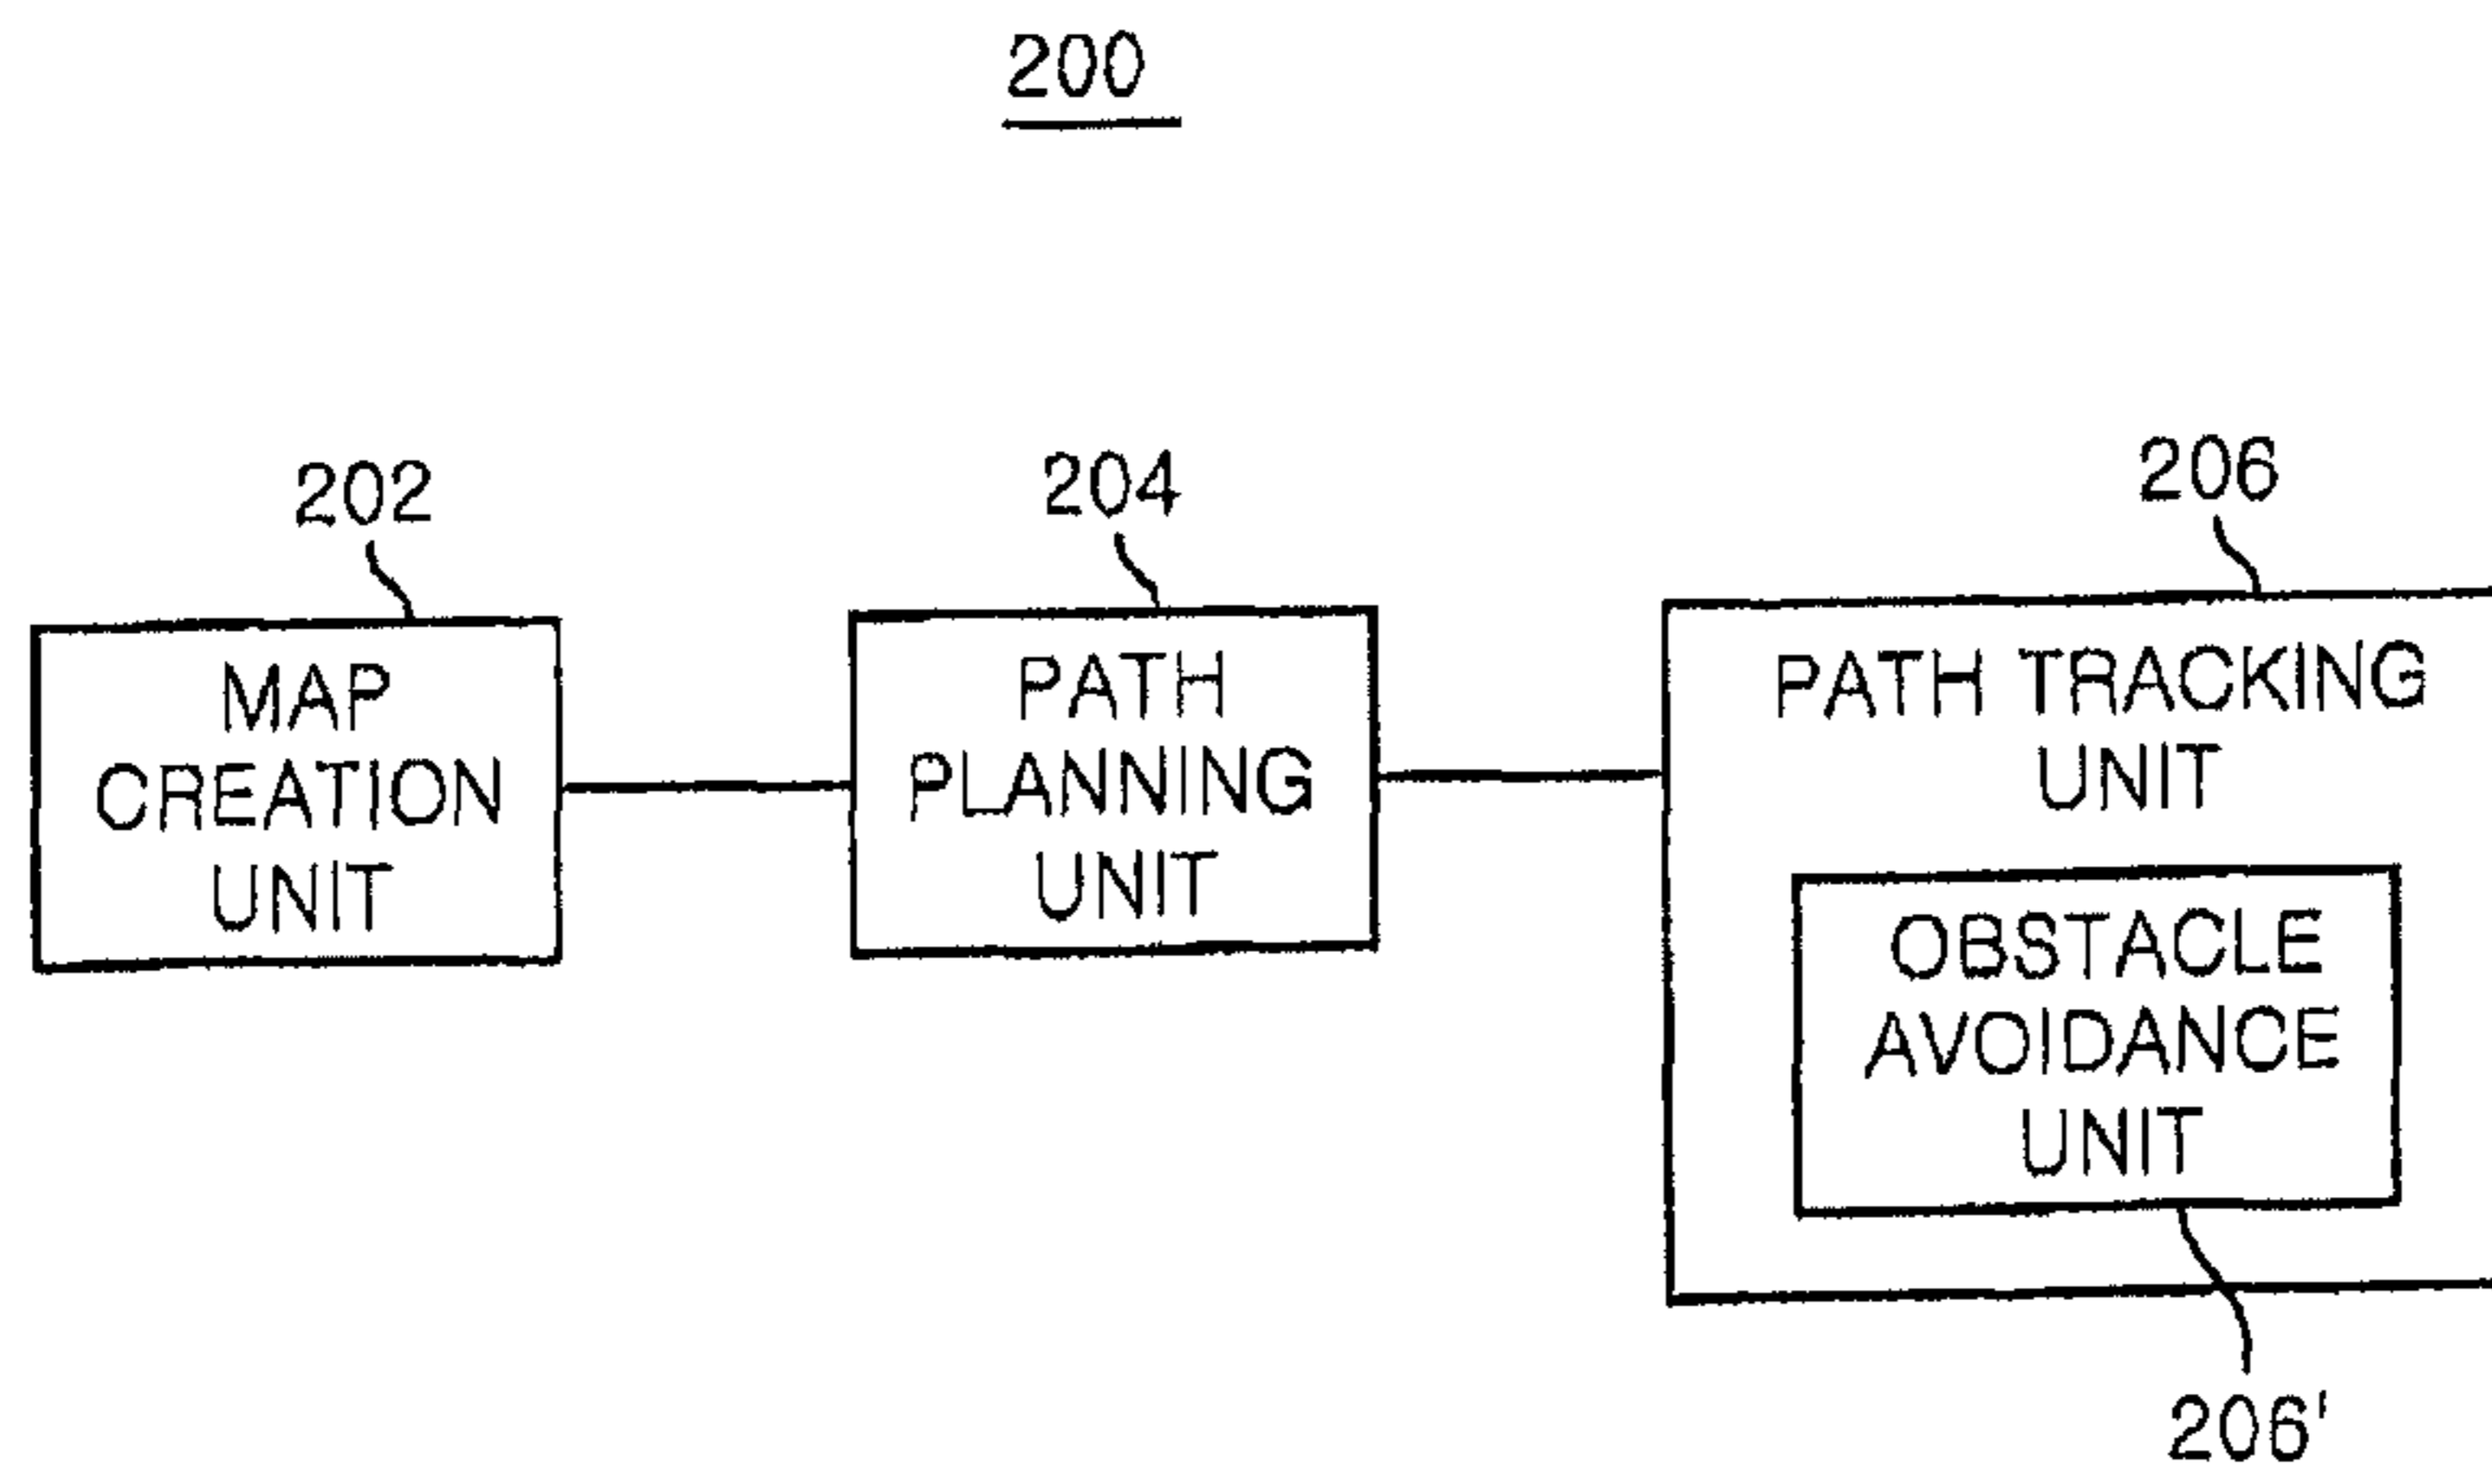 200
202
204
206
MAP
CREATION
UNIT
PATH
PLANNING
UNIT
PATH TRACKING
UNIT
OBSTACLE
AVOIDANCE
UNIT
206'